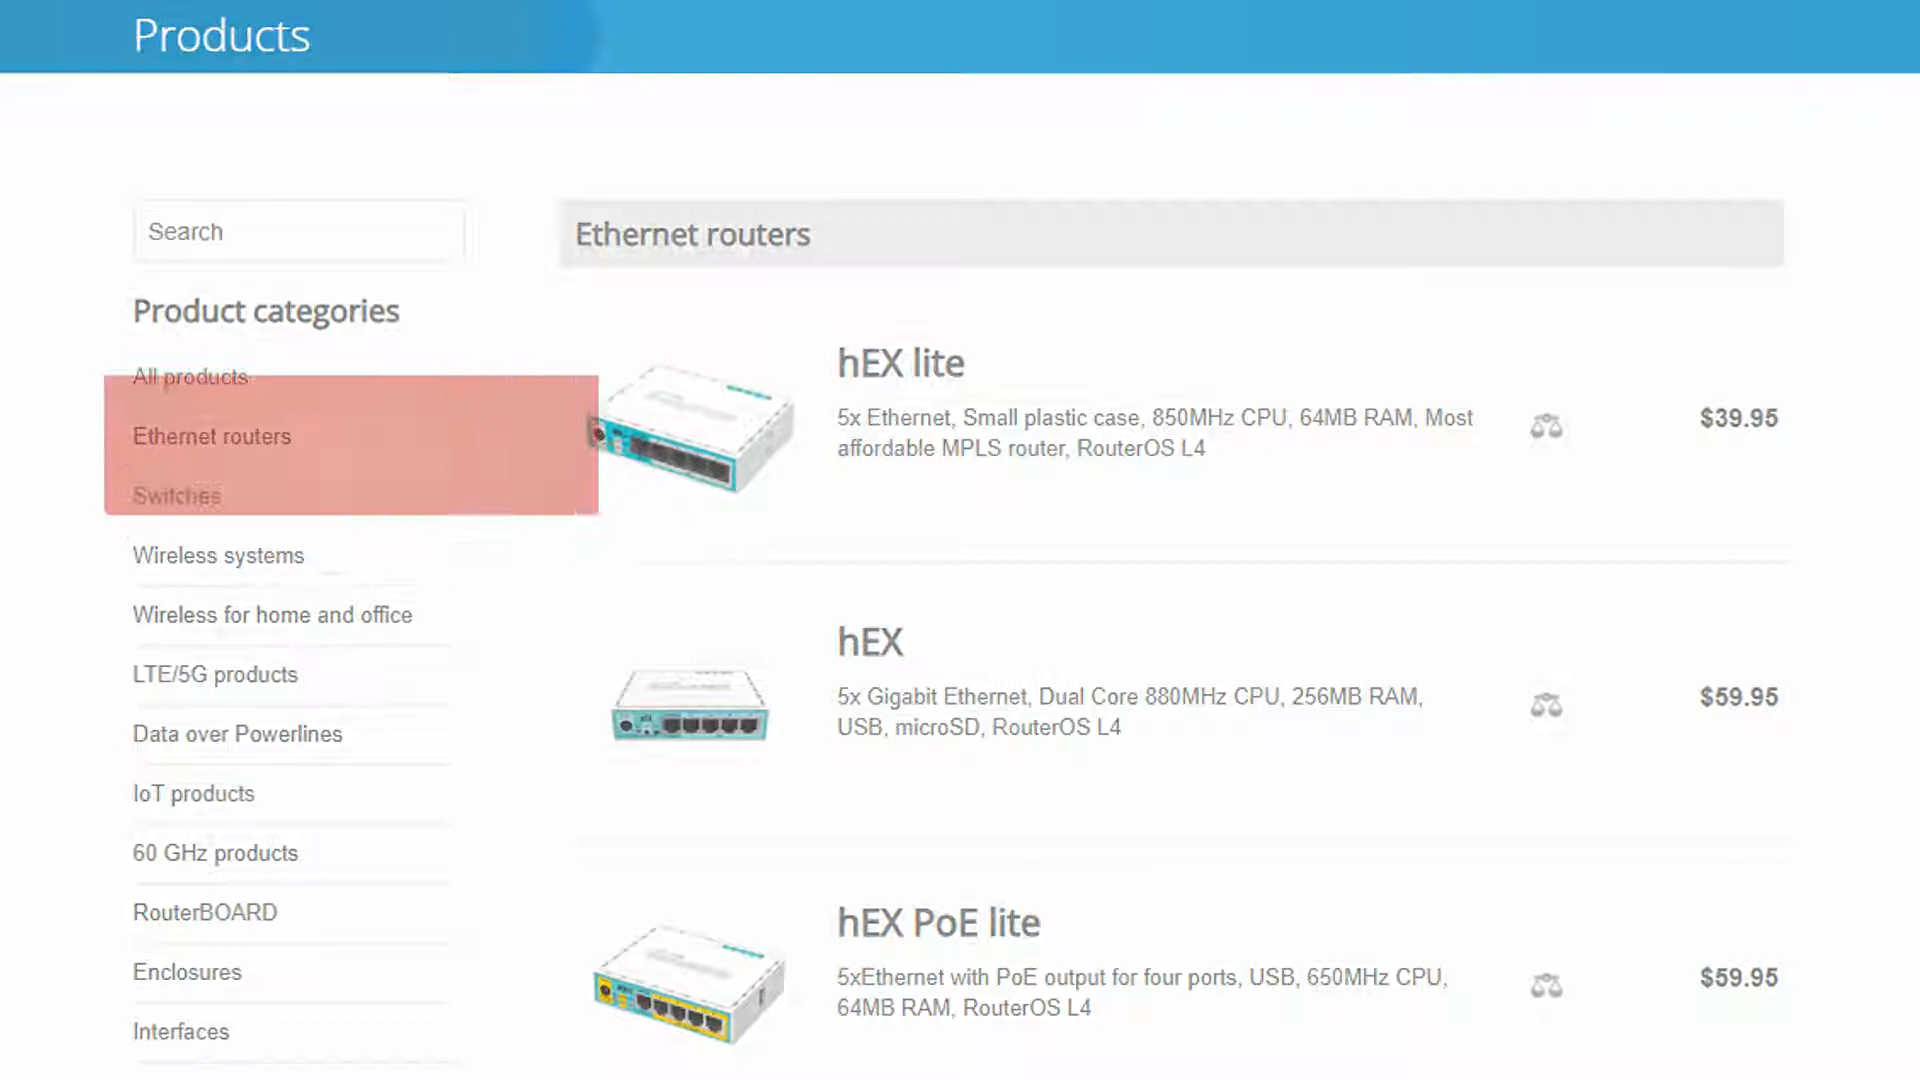 Products
Search
Product categories
All products
Ethernet routers
Switches
Wireless systems
Wireless for home and office
LTE/5G products
Data over Powerlines
IoT products
60 GHz products
RouterBOARD
Enclosures
Interfaces
Ethernet routers
hEX lite
5x Ethernet, Small plastic case, 850MHz CPU, 64MB RAM, Most
affordable MPLS router, RouterOS L4
$39.95
hEX
5x Gigabit Ethernet, Dual Core 880MHz CPU, 256MB RAM,
USB, microSD, RouterOS L4
$59.95
hEX PoE lite
5xEthernet with PoE output for four ports, USB, 650MHz CPU,
64MB RAM, RouterOS L4
$59.95